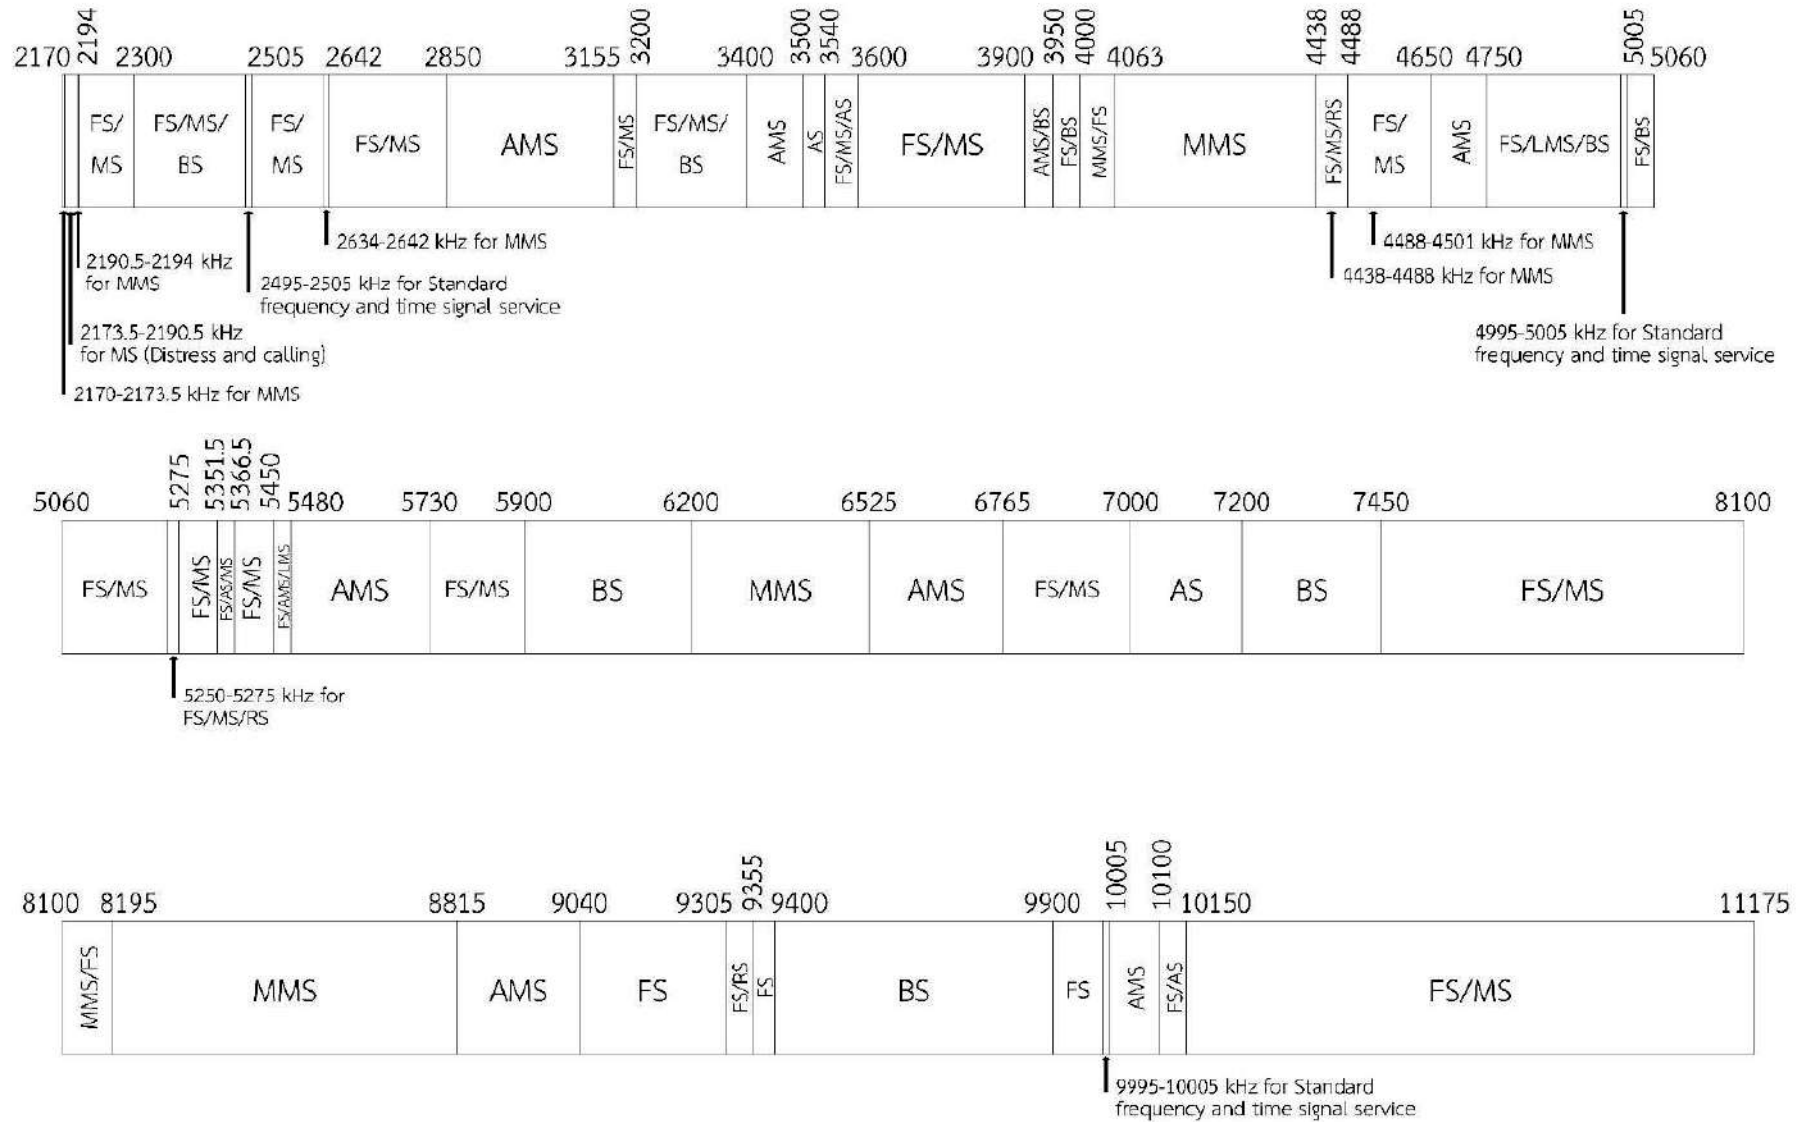 2170 2194 2300 2505 2642 2850 3155 3200 3400 3500 3540 3600 3900 3950 4000 4063 4438 4488 4650 4750 5005 5060
FS/ MS
FS/MS/ BS
FS/ MS
FS/MS
AMS
FS/MS
FS/MS/ BS
AMS
AS
FS/MS/AS
FS/MS
AMS/BS
FS/BS
MMS/FS
MMS
FS/MS/RS
FS/ MS
AMS
FS/LMS/BS
FS/BS
2634-2642 kHz for MMS
2190.5-2194 kHz
for MMS
2495-2505 kHz for Standard
frequency and time signal service
2173.5-2190.5 kHz
for MS (Distress and calling)
2170-2173.5 kHz for MMS
4488-4501 kHz for MMS
4438-4488 kHz for MMS
4995-5005 kHz for Standard
frequency and time signal service
5060 5275 5351.5 5366.5 5450 5480 5730 5900 6200 6525 6765 7000 7200 7450 8100
FS/MS
FS/MS
FS/AS/MS
FS/MS
FS/AMS/LMS
AMS
FS/MS
BS
MMS
AMS
FS/MS
AS
BS
FS/MS
5250-5275 kHz for
FS/MS/RS
8100 8195 8815 9040 9305 9355 9400 9900 10005 10100 10150 11175
MMS/FS
MMS
AMS
FS
FS/RS
FS
BS
FS
AMS
FS/AS
FS/MS
9995-10005 kHz for Standard
frequency and time signal service